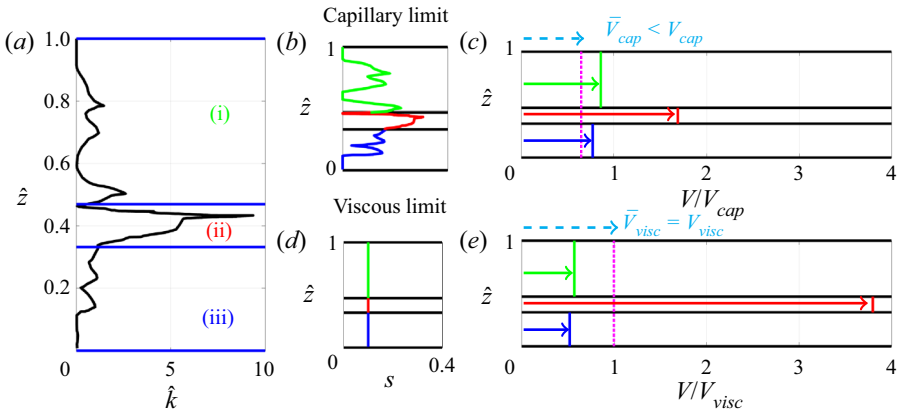 (a)
1.0
0.8
0.6
ẑ
0.4
0.2
0
5
10
k̂
(i)
(ii)
(iii)
Capillary limit
(b)
1
ẑ
0
(c)
V̄cap < Vcap
1
ẑ
0
1
2
3
4
V/Vcap
Viscous limit
(d)
1
ẑ
0
0.4
s
(e)
V̄visc = Vvisc
1
ẑ
0
1
2
3
4
V/Vvisc